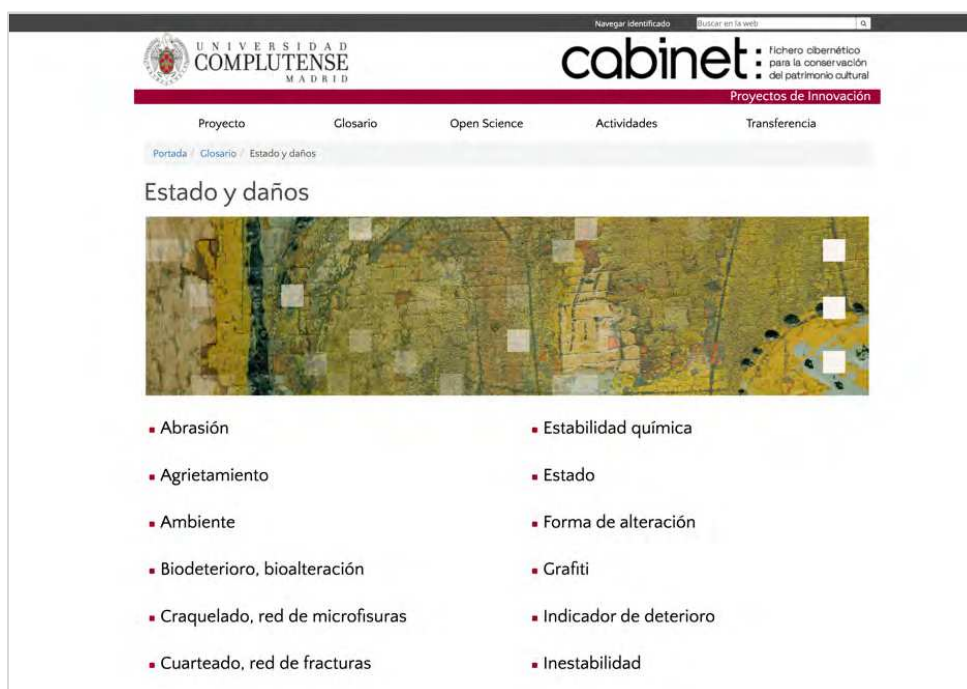 Navegar identificado
Buscar en la web
UNIVERSIDAD
COMPLUTENSE
MADRID
cabinet:
fichero cibernético
para la conservación
del patrimonio cultural
Proyectos de Innovación
Proyecto Glosario Open Science Actividades Transferencia
Portada / Glosario / Estado y daños
Estado y daños
Abrasión
Agrietamiento
Ambiente
Biodeterioro, bioalteración
Craquelado, red de microfisuras
Cuarteado, red de fracturas
Estabilidad química
Estado
Forma de alteración
Grafiti
Indicador de deterioro
Inestabilidad